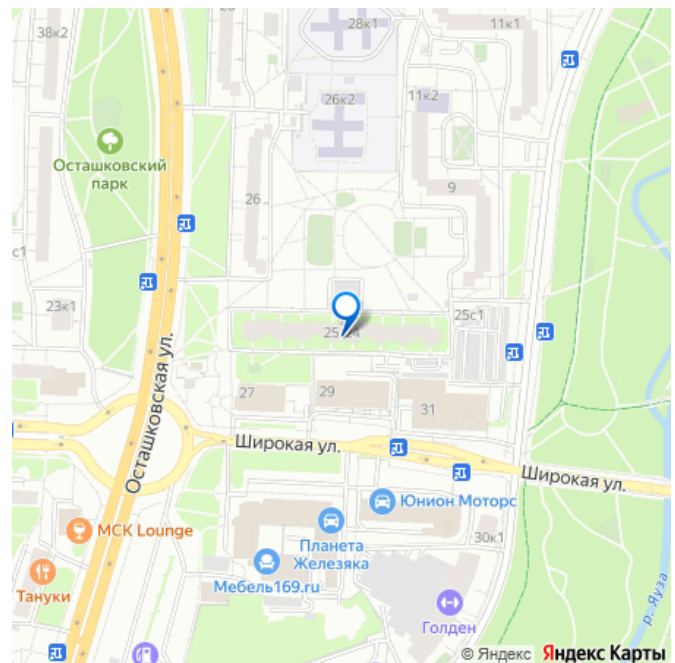 38к2
28к1
11к1
26к2
11к2
Осташковский
парк
26
9
с1
23к1
25с1
27
29
31
Осташковская ул.
Широкая ул.
Широкая ул.
Юнион Моторс
MCK Lounge
Планета
Железяка
30к1
Мебель169.ru
Тануки
Голден
р. Яуза
© Яндекс Яндекс Карты